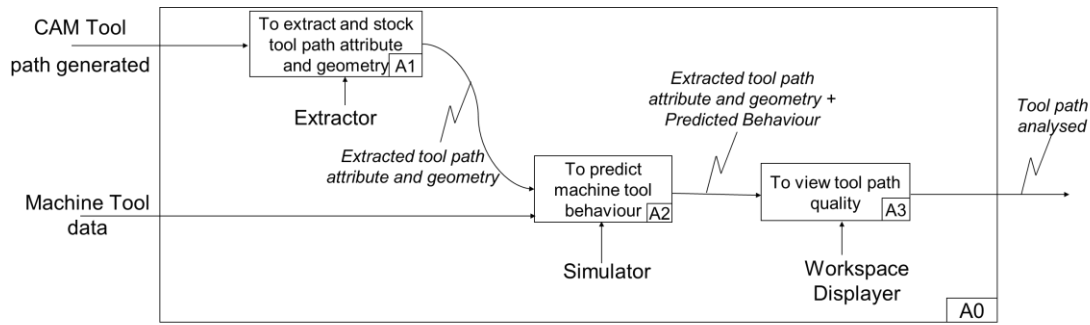 CAM Tool
path generated
To extract and stock
tool path attribute
and geometry
A1
Extractor
Extracted tool path
attribute and geometry
Machine Tool
data
To predict
machine tool
behaviour
A2
Simulator
Extracted tool path
attribute and geometry +
Predicted Behaviour
To view tool path
quality
A3
Workspace
Displayer
Tool path
analysed
A0